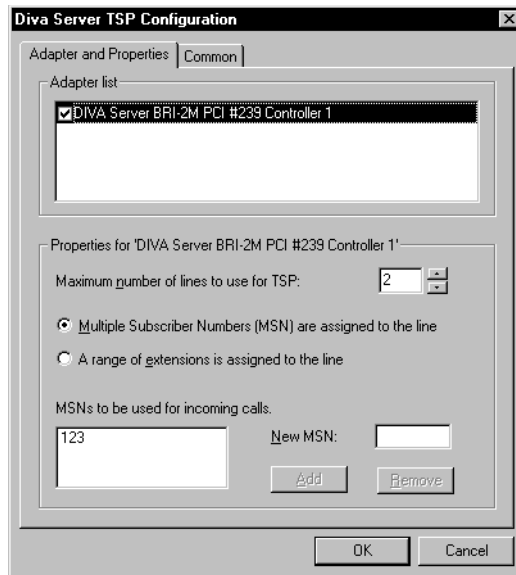 Diva Server TSP Configuration
Adapter and Properties
Common
Adapter list
DIVA Server BRI-2M PCI #239 Controller 1
Properties for 'DIVA Server BRI-2M PCI #239 Controller 1'
Maximum number of lines to use for TSP:
2
Multiple Subscriber Numbers (MSN) are assigned to the line
A range of extensions is assigned to the line
MSNs to be used for incoming calls.
123
New MSN:
Add
Remove
OK
Cancel